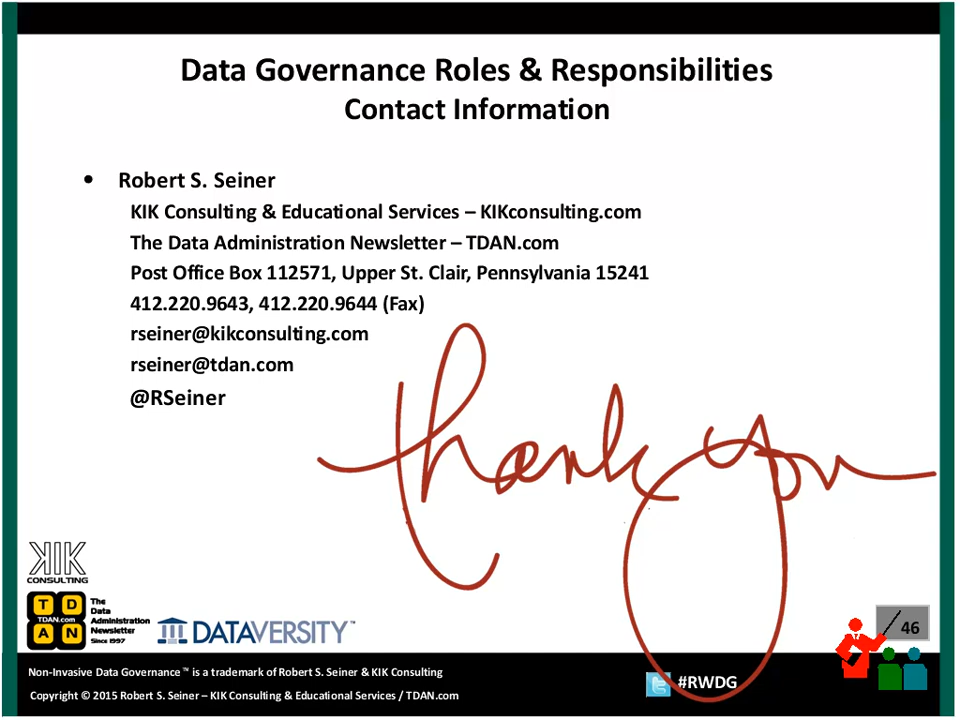 Data Governance Roles & Responsibilities
Contact Information
• Robert S. Seiner
KIK Consulting & Educational Services – KIKconsulting.com
The Data Administration Newsletter – TDAN.com
Post Office Box 112571, Upper St. Clair, Pennsylvania 15241
412.220.9643, 412.220.9644 (Fax)
rseiner@kikconsulting.com
rseiner@tdan.com
@RSeiner
Thank you
KIK
CONSULTING
T D
TDAN.com
A N
The
Data
Administration
Newsletter
Since 1997
DATAVERSITY™
46
Non-Invasive Data Governance™ is a trademark of Robert S. Seiner & KIK Consulting
#RWDG
Copyright © 2015 Robert S. Seiner – KIK Consulting & Educational Services / TDAN.com